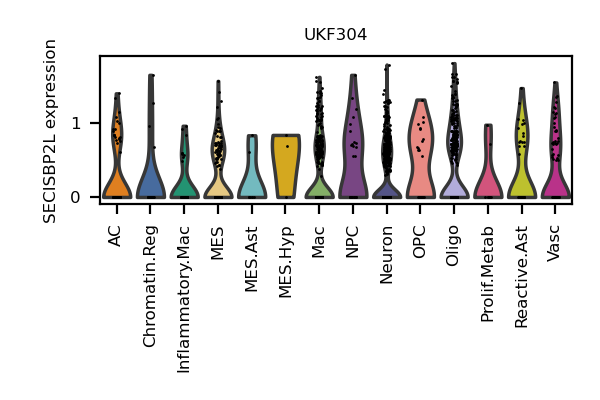 UKF304
SECISBP2L expression
1
0
AC
Chromatin.Reg
Inflammatory.Mac
MES
MES.Ast
MES.Hyp
Mac
NPC
Neuron
OPC
Oligo
Prolif.Metab
Reactive.Ast
Vasc